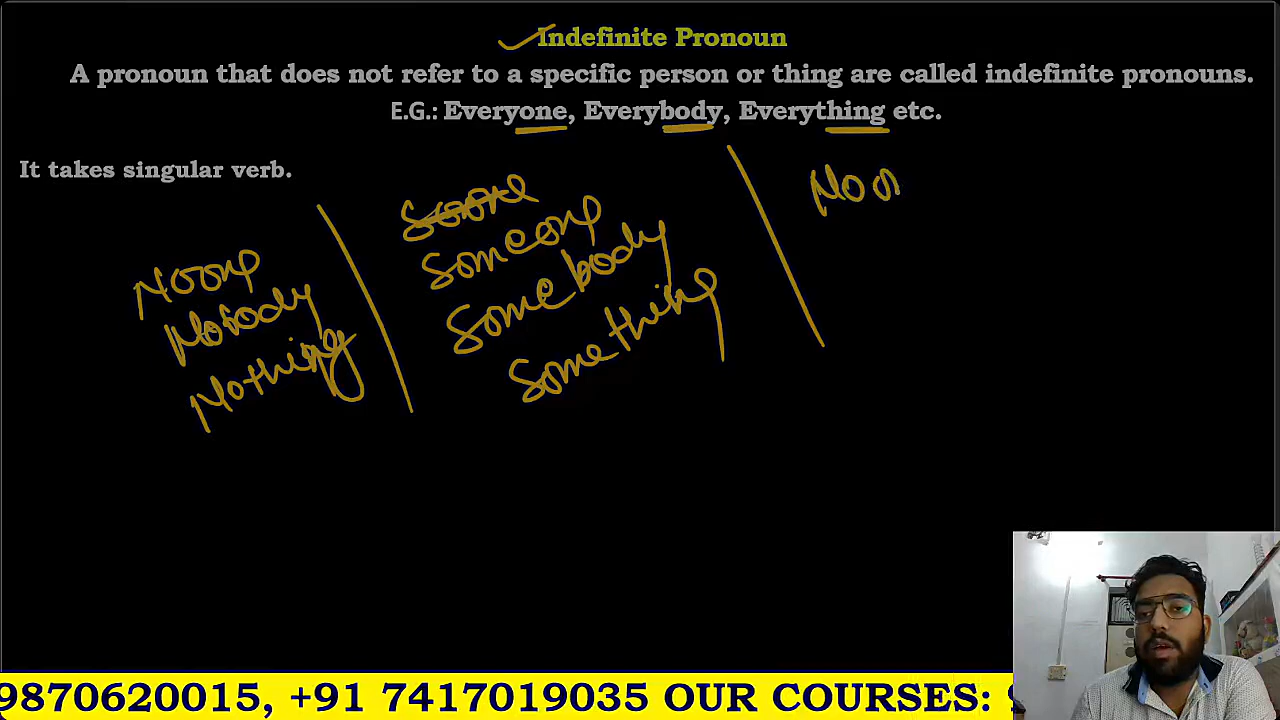 Indefinite Pronoun
A pronoun that does not refer to a specific person or thing are called indefinite pronouns.
E.G.: Everyone, Everybody, Everything etc.
It takes singular verb.
Noone
Nobody
Nothing
Someone
Somebody
Something
Noo
9870620015, +91 7417019035 OUR COURSES: